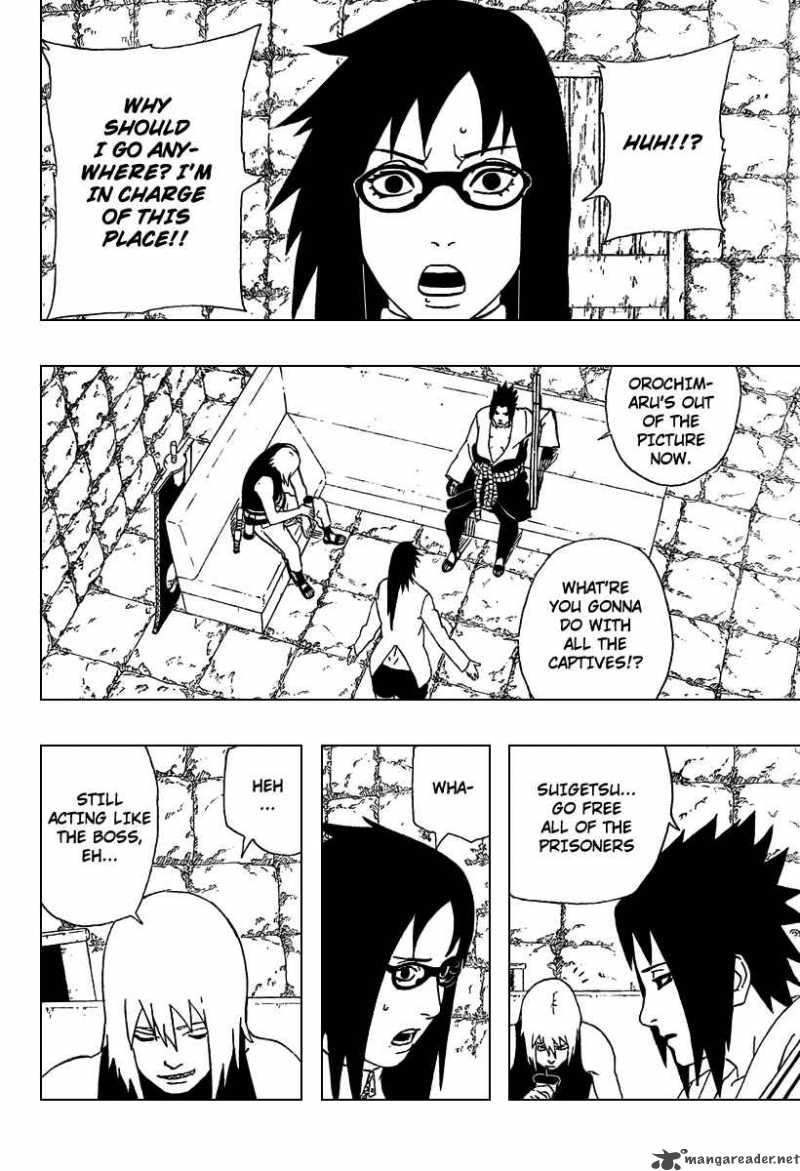 HUH!!?
WHY
SHOULD
I GO ANY-
WHERE? I'M
IN CHARGE
OF THIS
PLACE!!
OROCHIM-
ARU'S OUT
OF THE
PICTURE
NOW.
WHAT'RE
YOU GONNA
DO WITH
ALL THE
CAPTIVES!?
SUIGETSU...
GO FREE
ALL OF THE
PRISONERS
WHA-
HEH
...
STILL
ACTING LIKE
THE BOSS,
EH...
mangareader.net